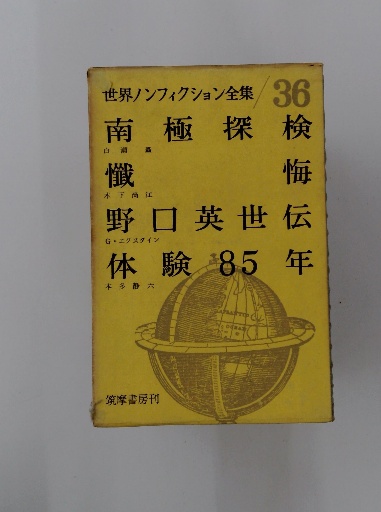 世界ノンフィクション全集/36
南極探検
白瀬矗
懺悔
木下尚江
野口英世伝
G・エクスタイン
体験85年
本多静六
筑摩書房刊